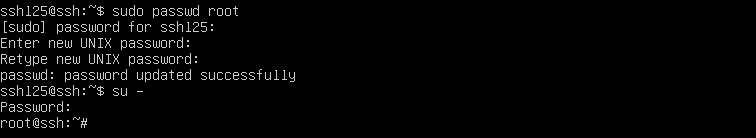 ssh125@ssh:~$ sudo passwd root
[sudo] password for ssh125:
Enter new UNIX password:
Retype new UNIX password:
passwd: password updated successfully
ssh125@ssh:~$ su -
Password:
root@ssh:~#